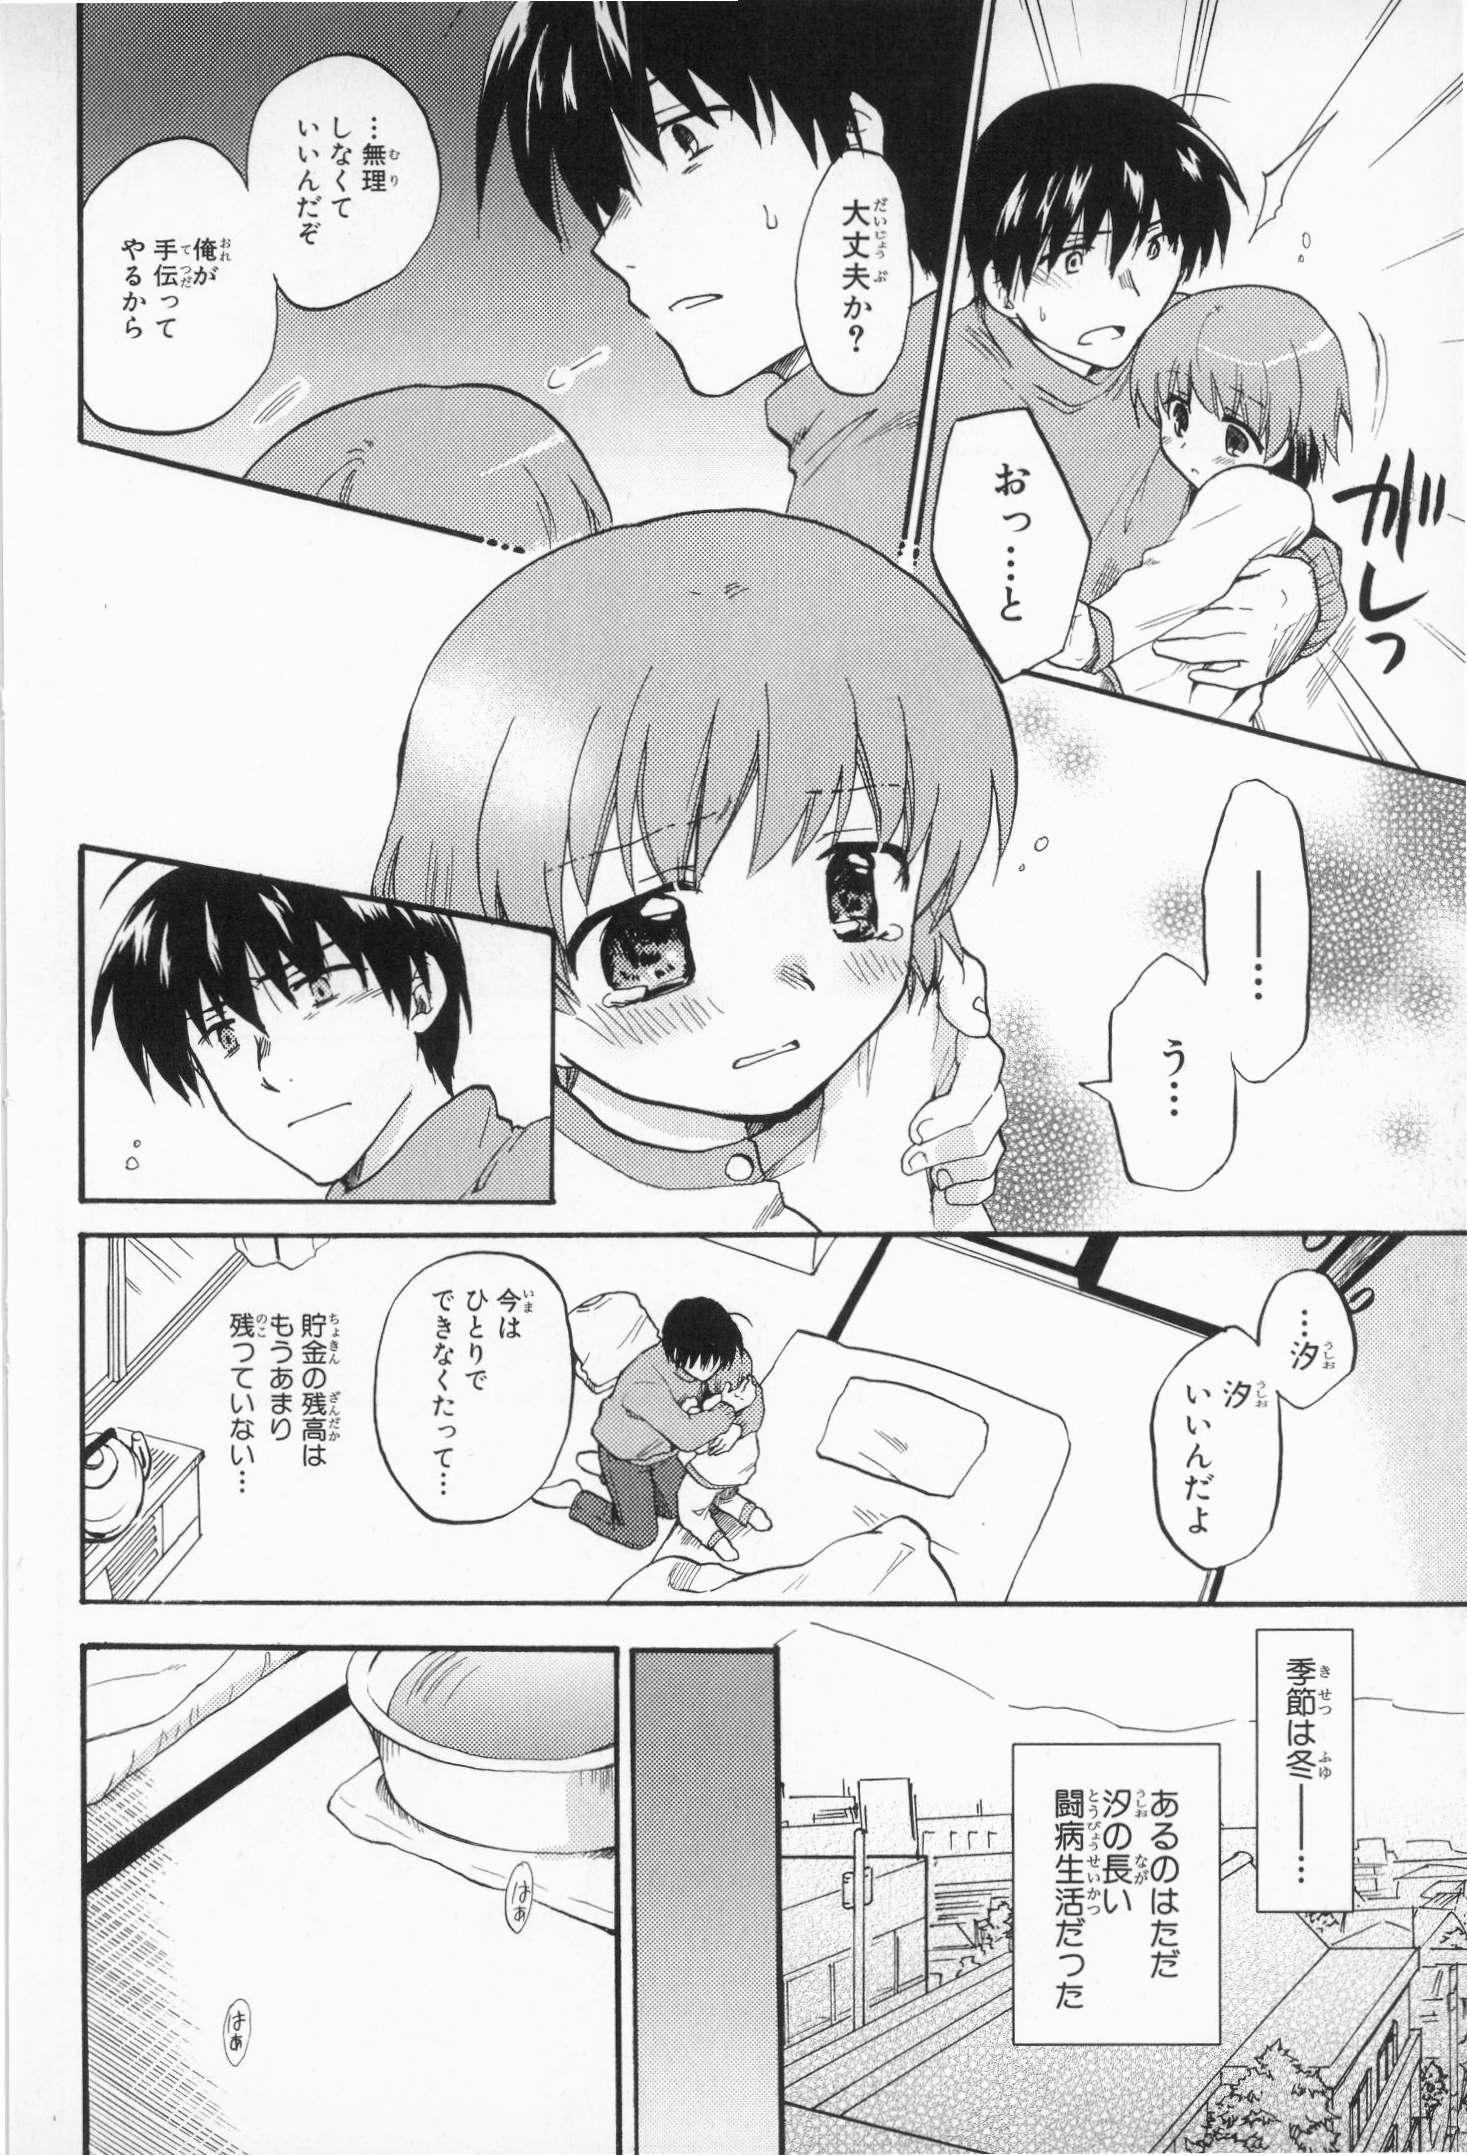 ガシッ
おっ…と
大丈夫か？
…無理
しなくて
いいんだぞ
俺が
手伝って
やるから
――…
う…
…汐
汐
いいんだよ
今は
ひとりで
できなくたって…
貯金の残高は
もうあまり
残っていない…
季節は冬――…
あるのはただ
汐の長い
闘病生活だった
はぁ
はぁ